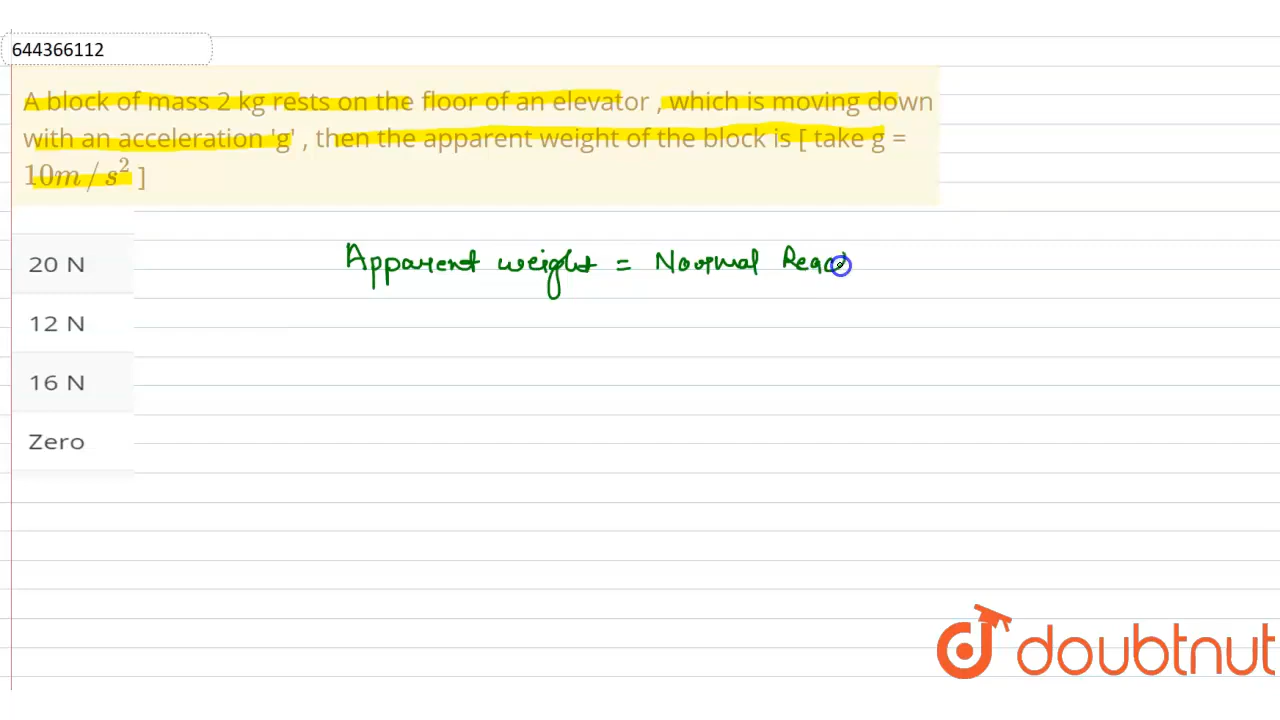 644366112
A block of mass 2 kg rests on the floor of an elevator , which is moving down
with an acceleration 'g' , then the apparent weight of the block is [ take g =
10m/s² ]
20 N
Apparent weight = Normal Reac
12 N
16 N
Zero
doubtnut